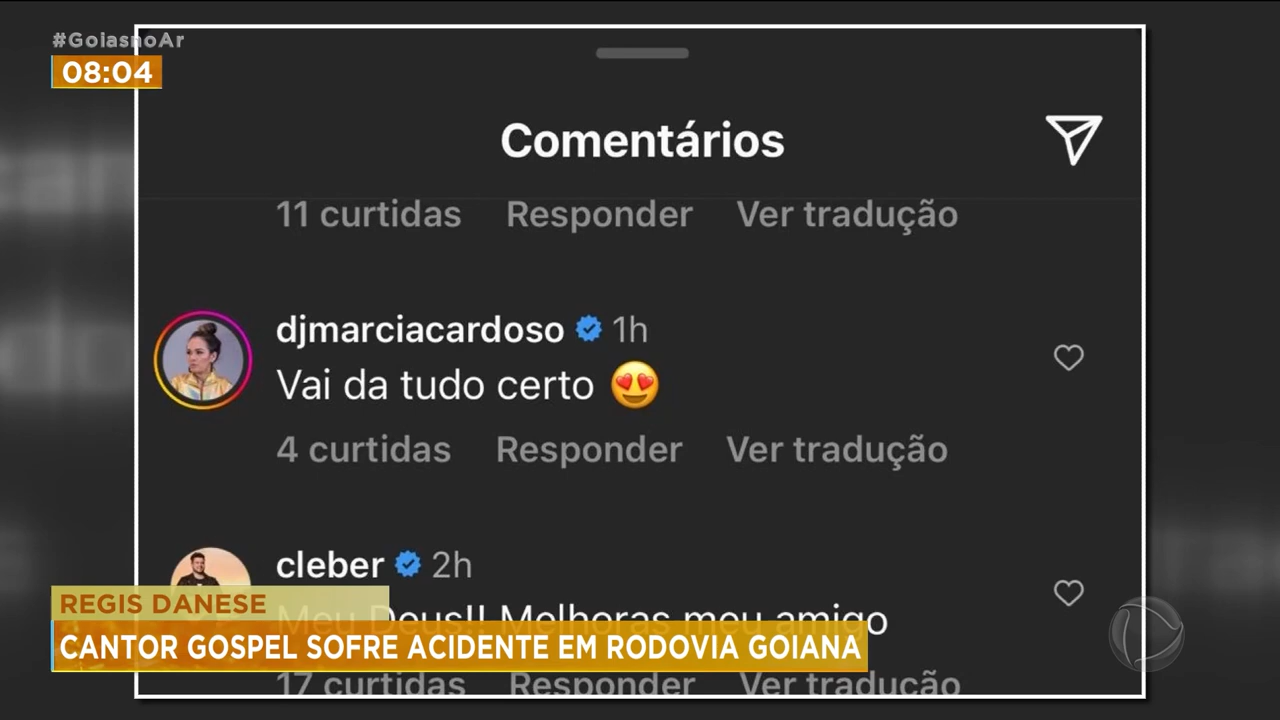 #GoiasnoAr
08:04
Comentários
11 curtidas Responder Ver tradução
djmarciacardoso 1h
Vai da tudo certo 😍
4 curtidas Responder Ver tradução
cleber 2h
Meu Deus!! Melhoras meu amigo
REGIS DANESE
CANTOR GOSPEL SOFRE ACIDENTE EM RODOVIA GOIANA
17 curtidas Responder Ver tradução